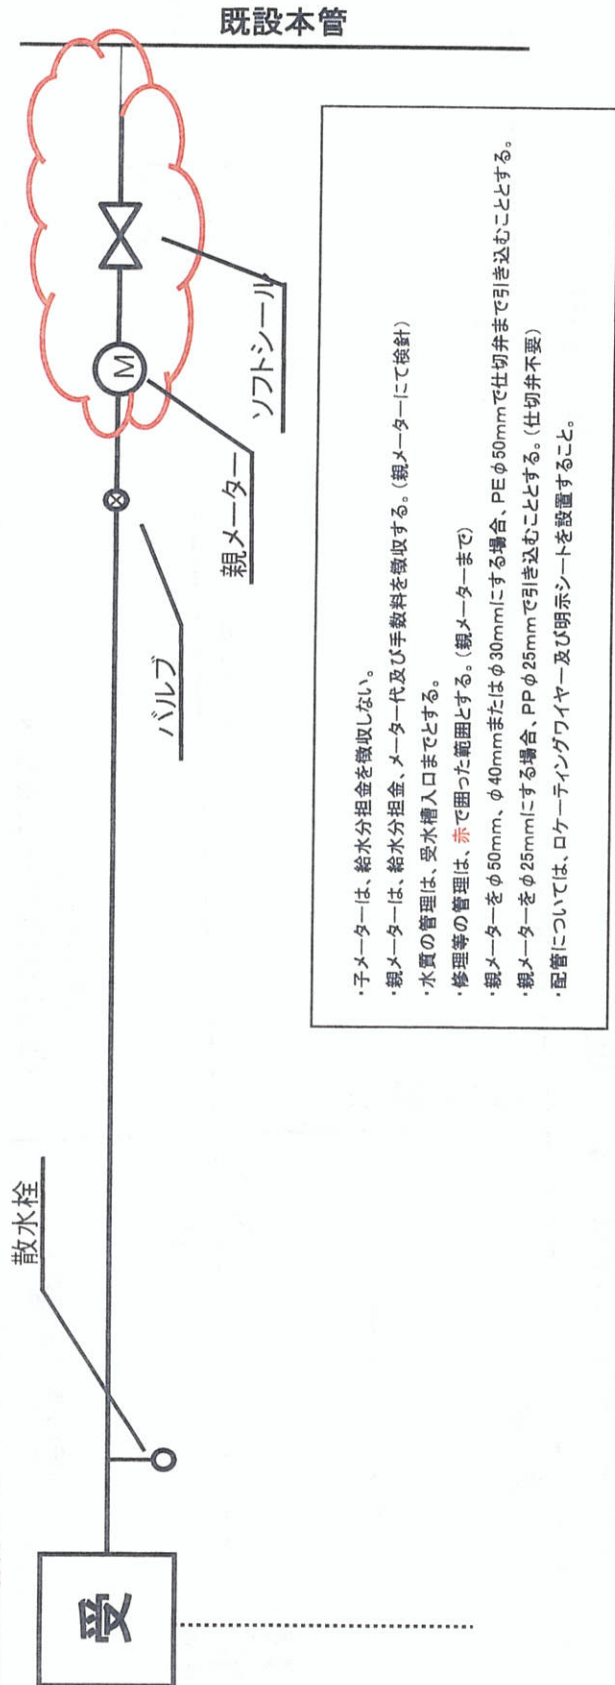 既設本管
ソフトシール
親メーター
M
バルブ
散水栓
受
・子メーターは、給水分担金を徴収しない。
・親メーターは、給水分担金、メーター代及び手数料を徴収する。(親メーターにて検針)
・水質の管理は、受水槽入口までとする。
・修理等の管理は、赤で囲った範囲とする。(親メーターまで)
・親メーターをφ50mm、φ40mmまたはφ30mmにする場合、PEφ50mmで仕切弁まで引き込むこととする。
・親メーターをφ25mmにする場合、PPφ25mmで引き込むこととする。(仕切弁不要)
・配管については、ロケーティングワイヤー及び明示シートを設置すること。